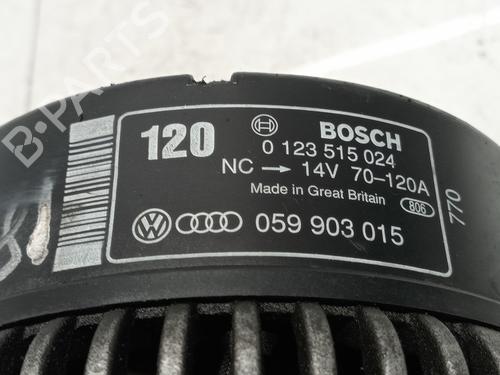 B-PARTS
120
BOSCH
0 123 515 024
NC → 14V 70-120A
Made in Great Britain
806
770
059 903 015